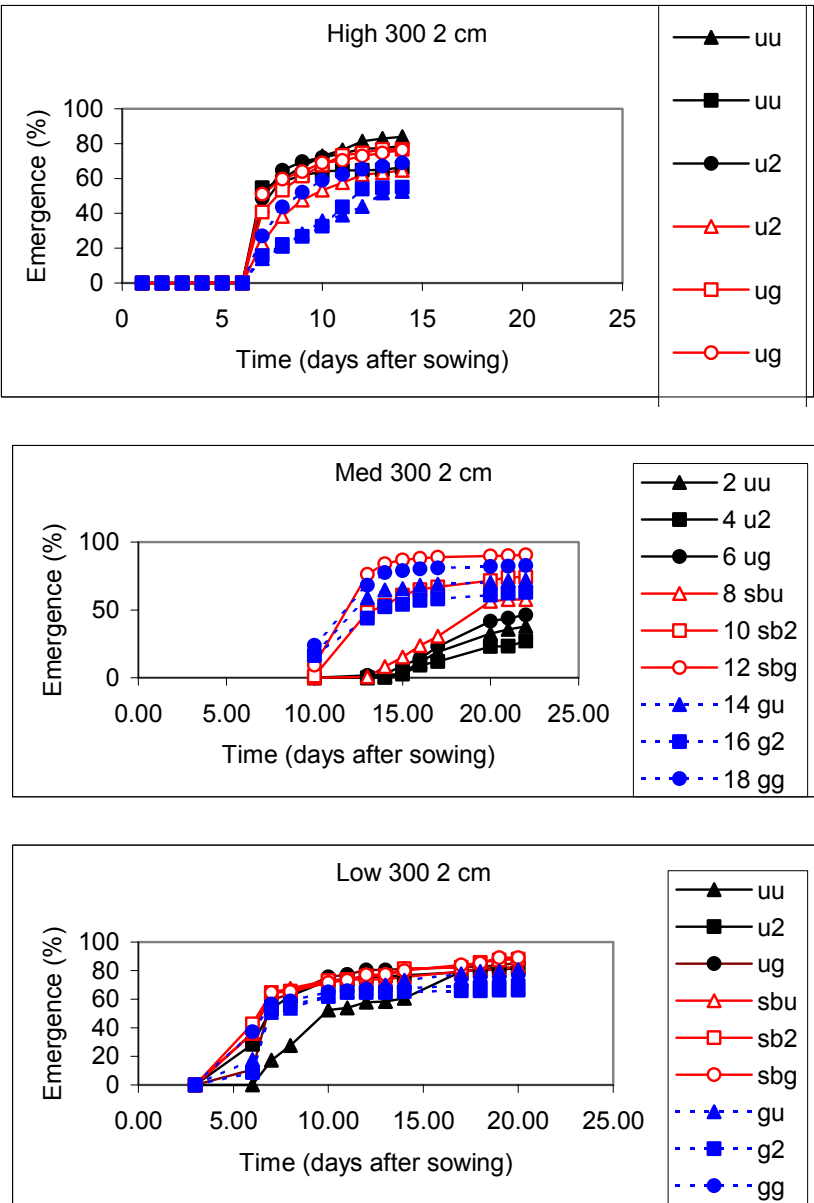 High 300 2 cm
Emergence (%)
100
80
60
40
20
0
0 5 10 15 20 25
Time (days after sowing)
uu
uu
u2
u2
ug
ug
Med 300 2 cm
Emergence (%)
100
50
0
0.00 5.00 10.00 15.00 20.00 25.00
Time (days after sowing)
2 uu
4 u2
6 ug
8 sbu
10 sb2
12 sbg
14 gu
16 g2
18 gg
Low 300 2 cm
Emergence (%)
100
80
60
40
20
0
0.00 5.00 10.00 15.00 20.00 25.00
Time (days after sowing)
uu
u2
ug
sbu
sb2
sbg
gu
g2
gg